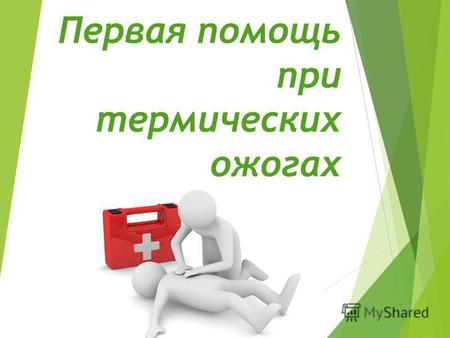 Первая помощь
при
термических
ожогах
MyShared